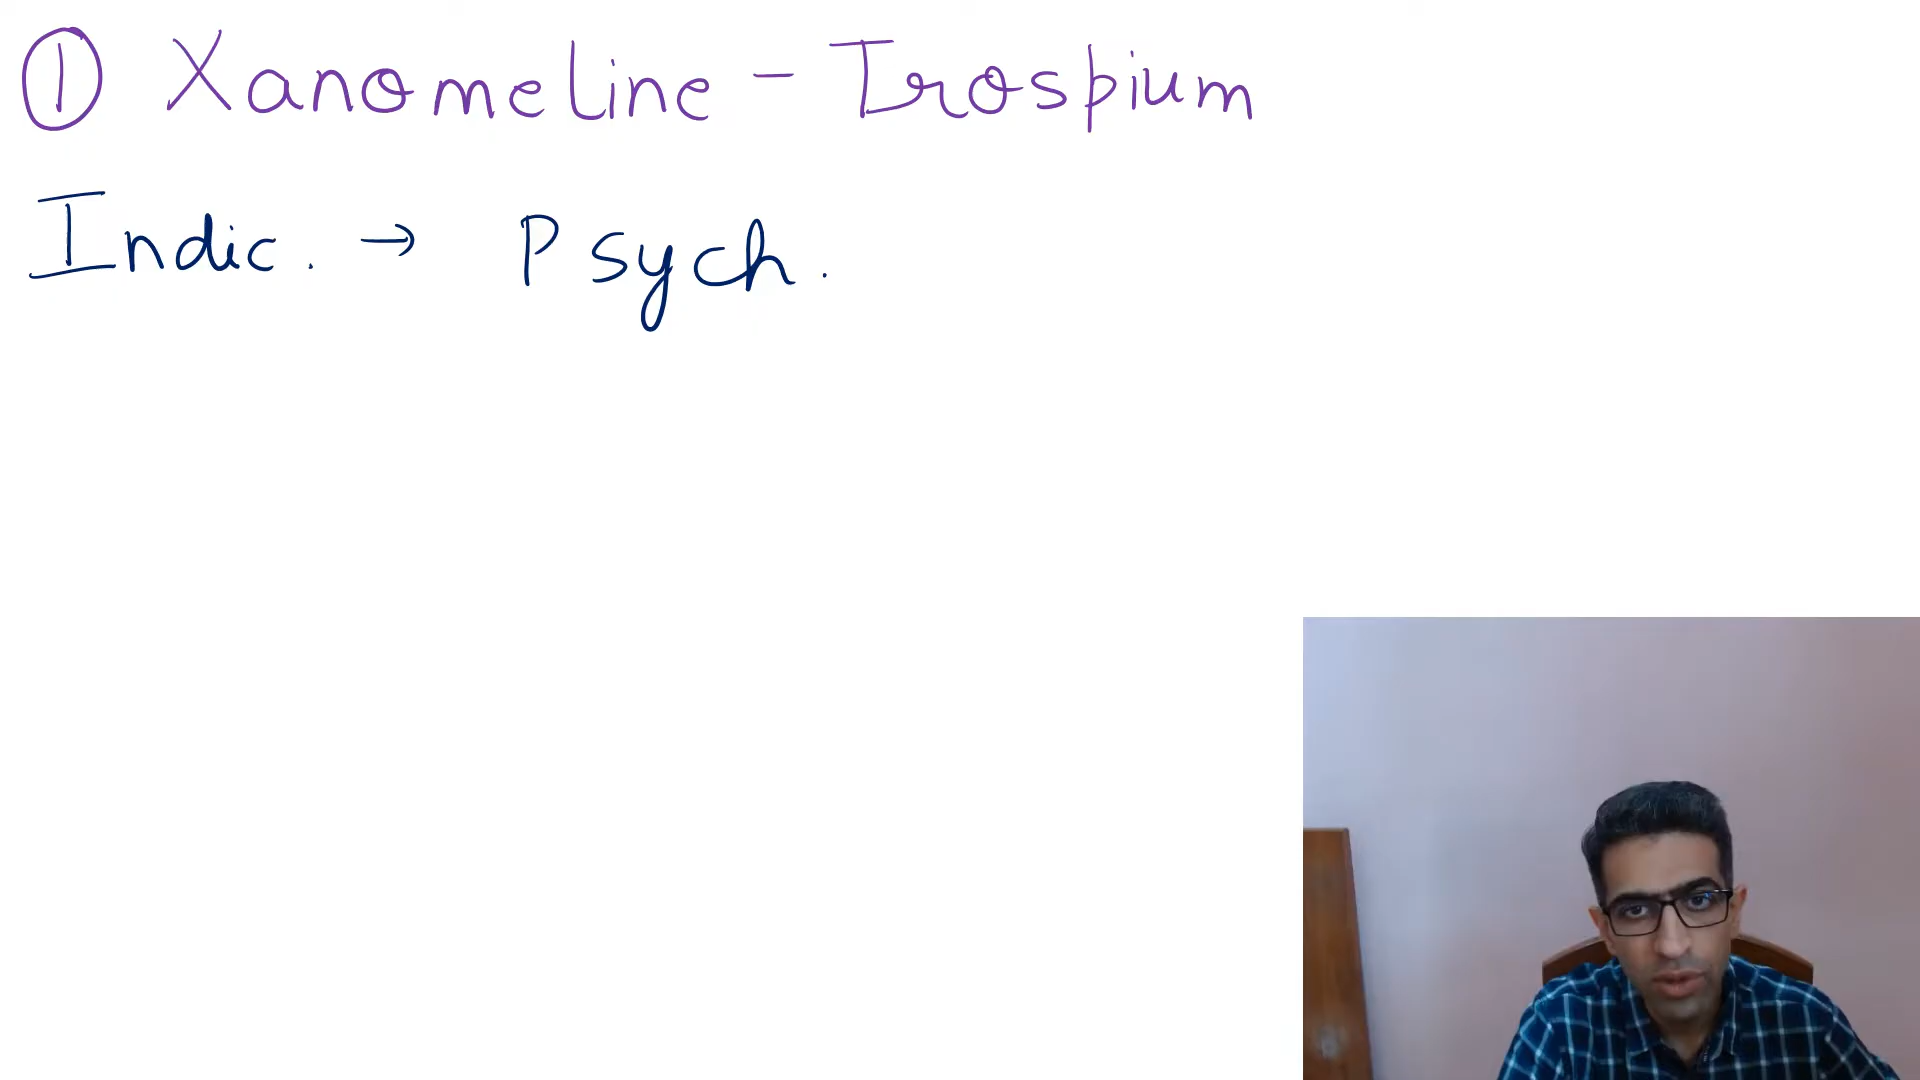 ① Xanomeline - Trospium
Indic. → Psych.